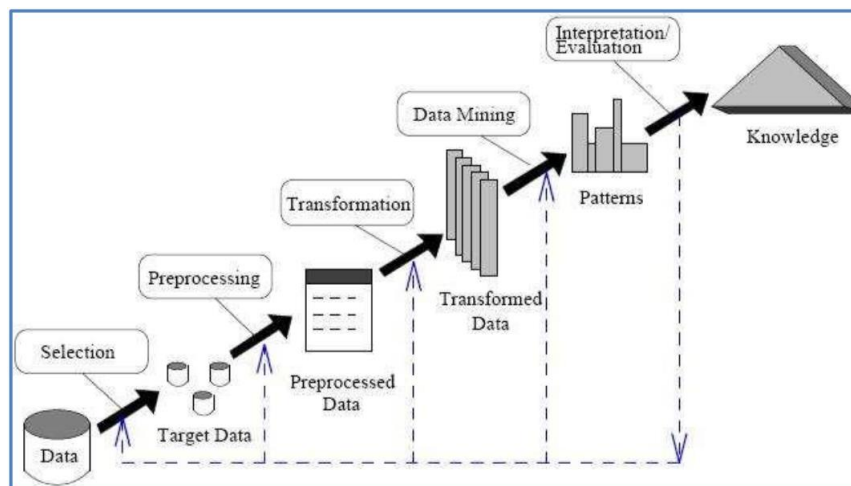 Interpretation/
Evaluation
Knowledge
Data Mining
Patterns
Transformation
Transformed
Data
Preprocessing
Preprocessed
Data
Selection
Target Data
Data